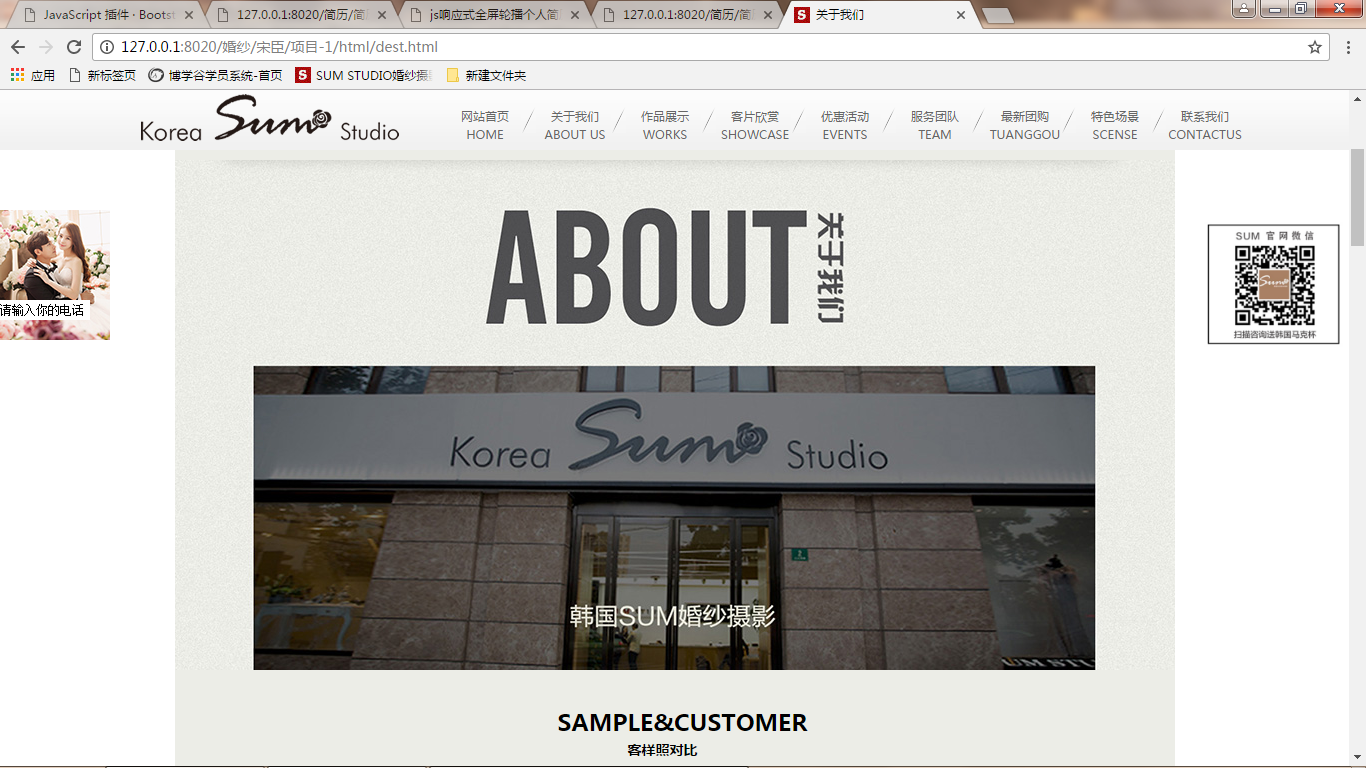 JavaScript 插件 · Bootst
127.0.0.1:8020/简历/简
js响应式全屏轮播个人简
127.0.0.1:8020/简历/简
关于我们
127.0.0.1:8020/婚纱/宋臣/项目-1/html/dest.html
应用
新标签页
博学谷学员系统-首页
SUM STUDIO婚纱摄
新建文件夹
Korea Sum Studio
网站首页
HOME
关于我们
ABOUT US
作品展示
WORKS
客片欣赏
SHOWCASE
优惠活动
EVENTS
服务团队
TEAM
最新团购
TUANGGOU
特色场景
SCENSE
联系我们
CONTACTUS
ABOUT
关于我们
请输入你的电话
SUM 官网微信
Sum
扫描咨询送韩国马克杯
Korea Sum Studio
2
韩国SUM婚纱摄影
UM STU
SAMPLE&CUSTOMER
客样照对比